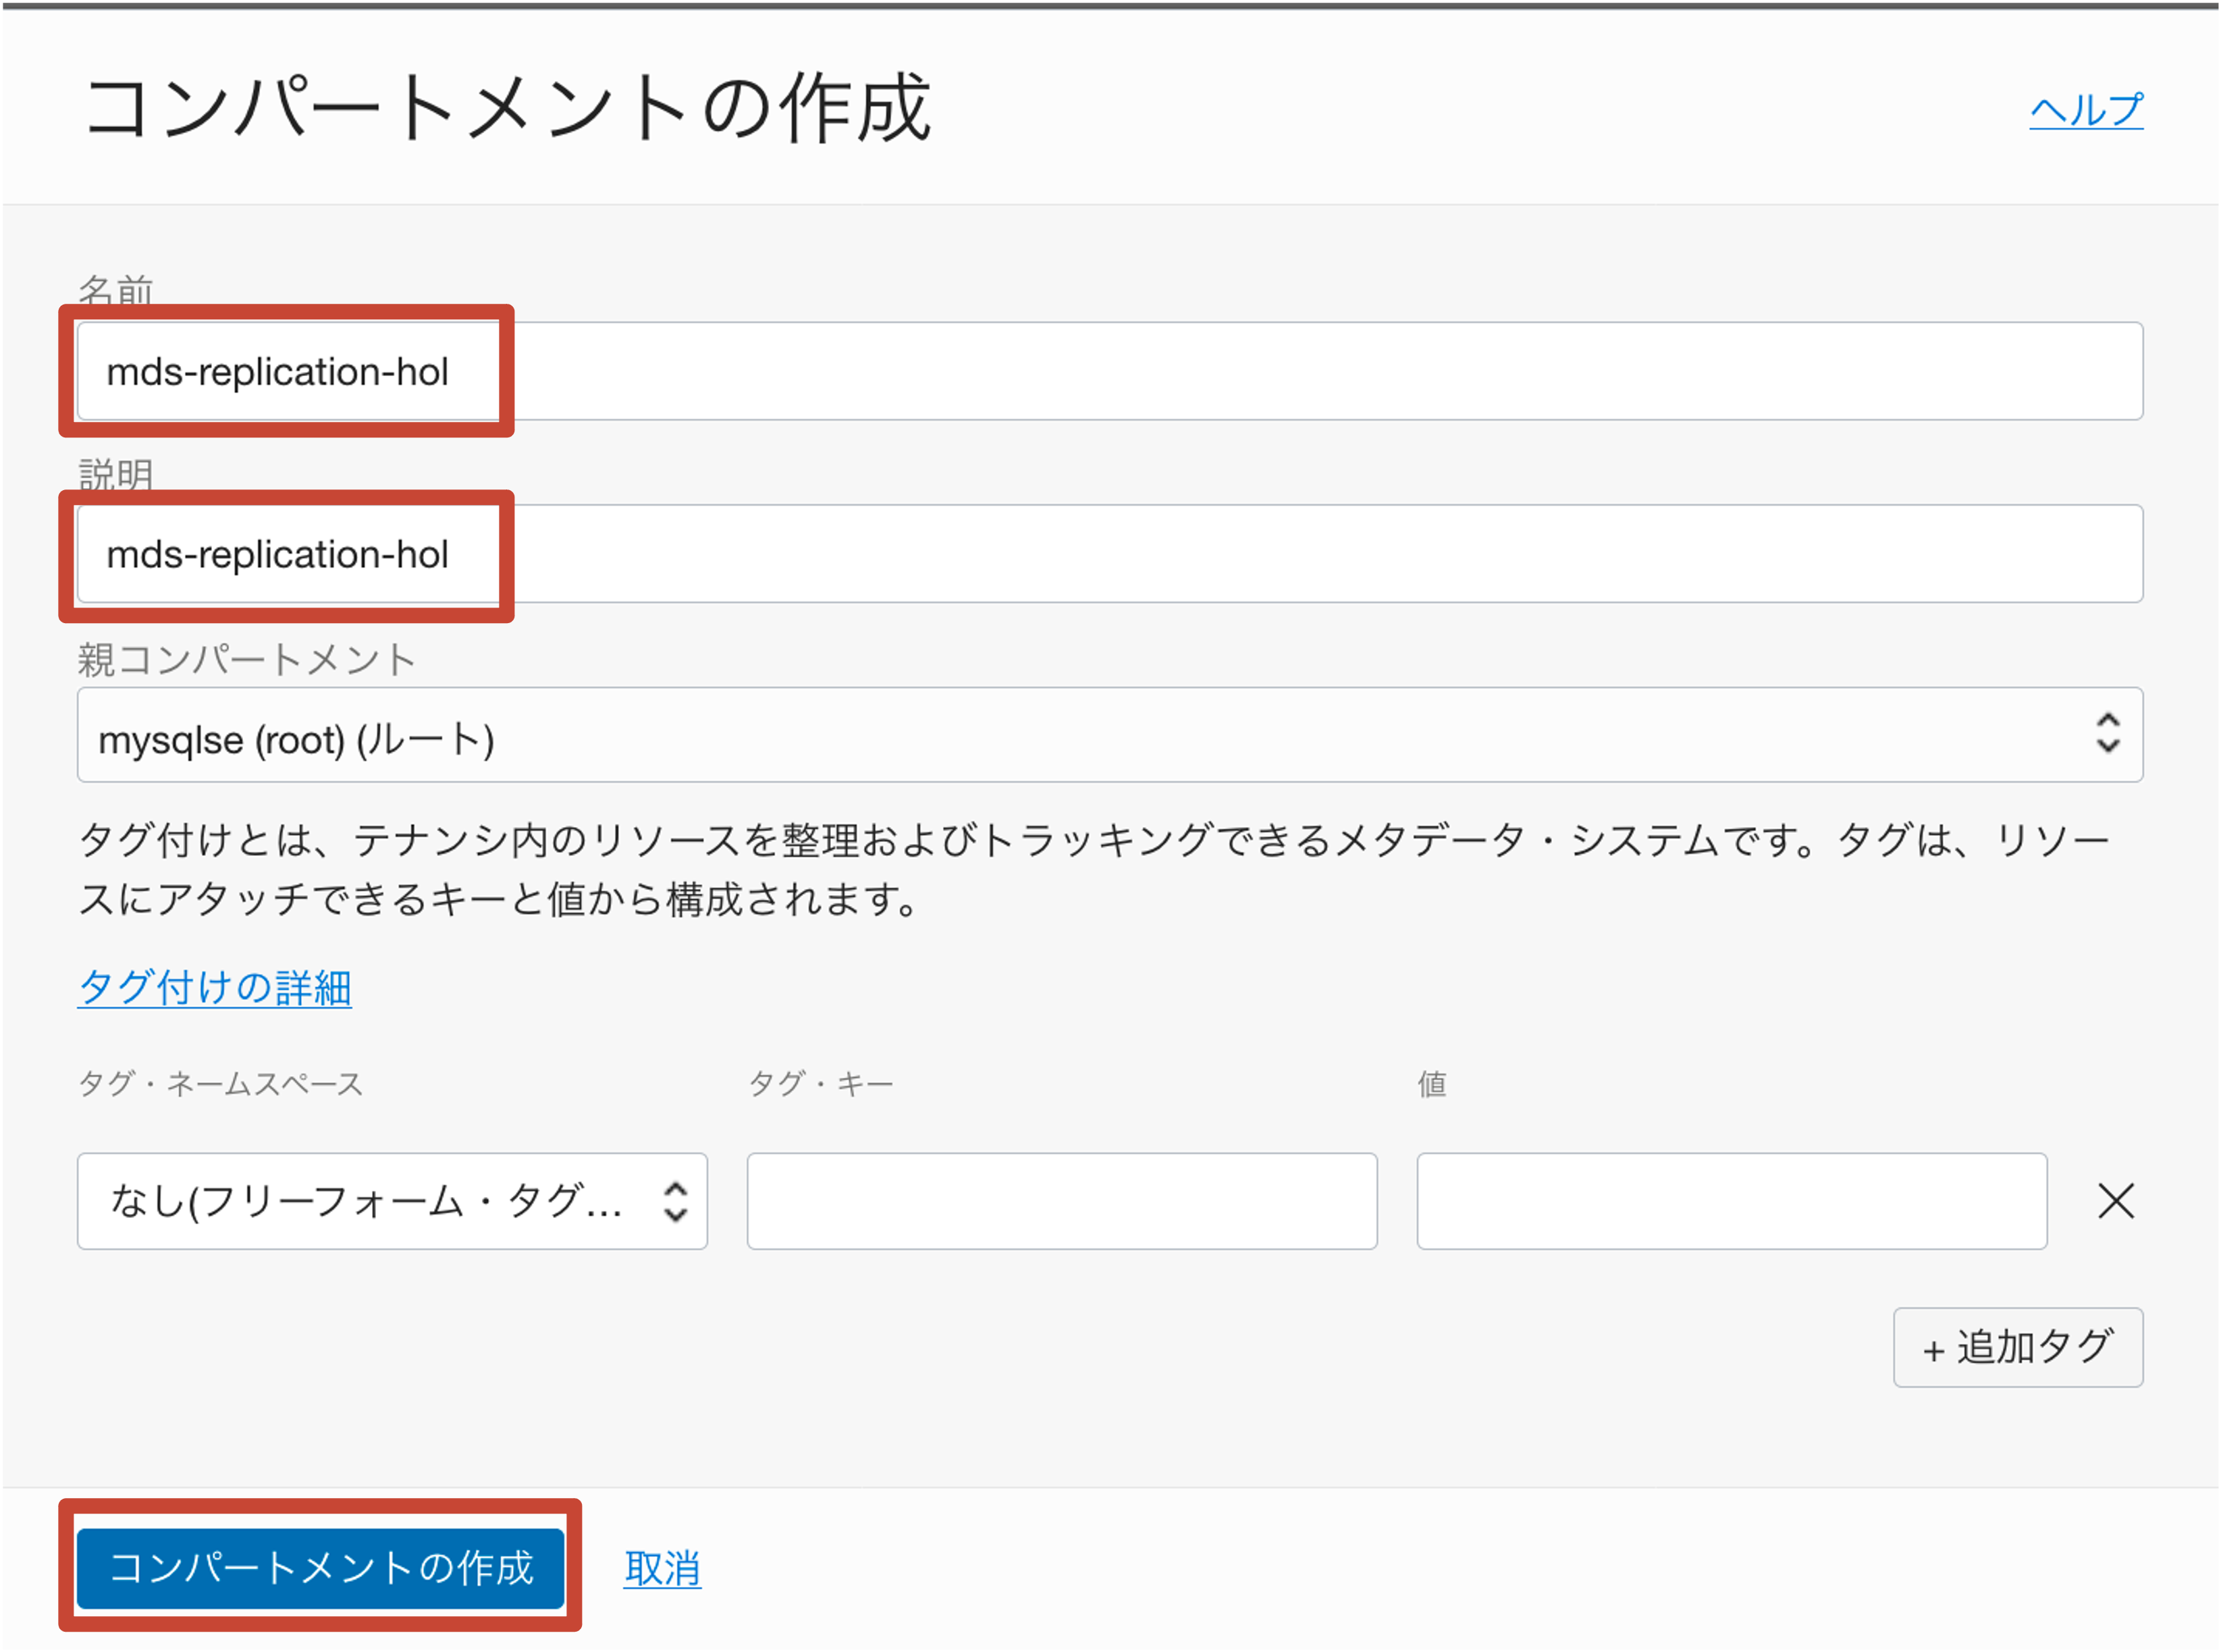 コンパートメントの作成
ヘルプ
名前
mds-replication-hol
説明
mds-replication-hol
親コンパートメント
mysqlse (root) (ルート)
タグ付けとは、テナンシ内のリソースを整理およびトラッキングできるメタデータ・システムです。タグは、リソー
スにアタッチできるキーと値から構成されます。
タグ付けの詳細
タグ・ネームスペース
タグ・キー
値
なし(フリーフォーム・タグ...
+ 追加タグ
コンパートメントの作成
取消